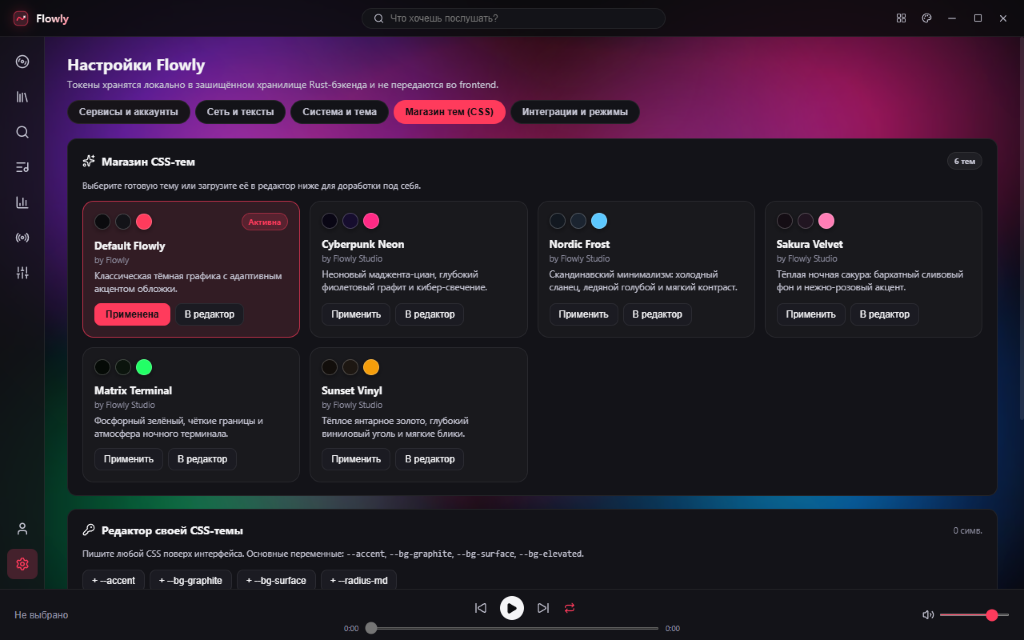 Flowly
Что хочешь послушать?
Настройки Flowly
Токены хранятся локально в защищённом хранилище Rust-бэкенда и не передаются во frontend.
Сервисы и аккаунты
Сеть и тексты
Система и тема
Магазин тем (CSS)
Интеграции и режимы
Магазин CSS-тем
6 тем
Выберите готовую тему или загрузите её в редактор ниже для доработки под себя.
Активна
Default Flowly
by Flowly
Классическая тёмная графика с адаптивным
акцентом обложки.
Применена
В редактор
Cyberpunk Neon
by Flowly Studio
Неоновый маджента-циан, глубокий
фиолетовый графит и кибер-свечение.
Применить
В редактор
Nordic Frost
by Flowly Studio
Скандинавский минимализм: холодный
сланец, ледяной голубой и мягкий контраст.
Применить
В редактор
Sakura Velvet
by Flowly Studio
Тёплая ночная сакура: бархатный сливовый
фон и нежно-розовый акцент.
Применить
В редактор
Matrix Terminal
by Flowly Studio
Фосфорный зелёный, чёткие границы и
атмосфера ночного терминала.
Применить
В редактор
Sunset Vinyl
by Flowly Studio
Тёплое янтарное золото, глубокий
виниловый уголь и мягкие блики.
Применить
В редактор
Редактор своей CSS-темы
0 симв.
Пишите любой CSS поверх интерфейса. Основные переменные: --accent, --bg-graphite, --bg-surface, --bg-elevated.
+ --accent
+ --bg-graphite
+ --bg-surface
+ --radius-md
Не выбрано
0:00
0:00